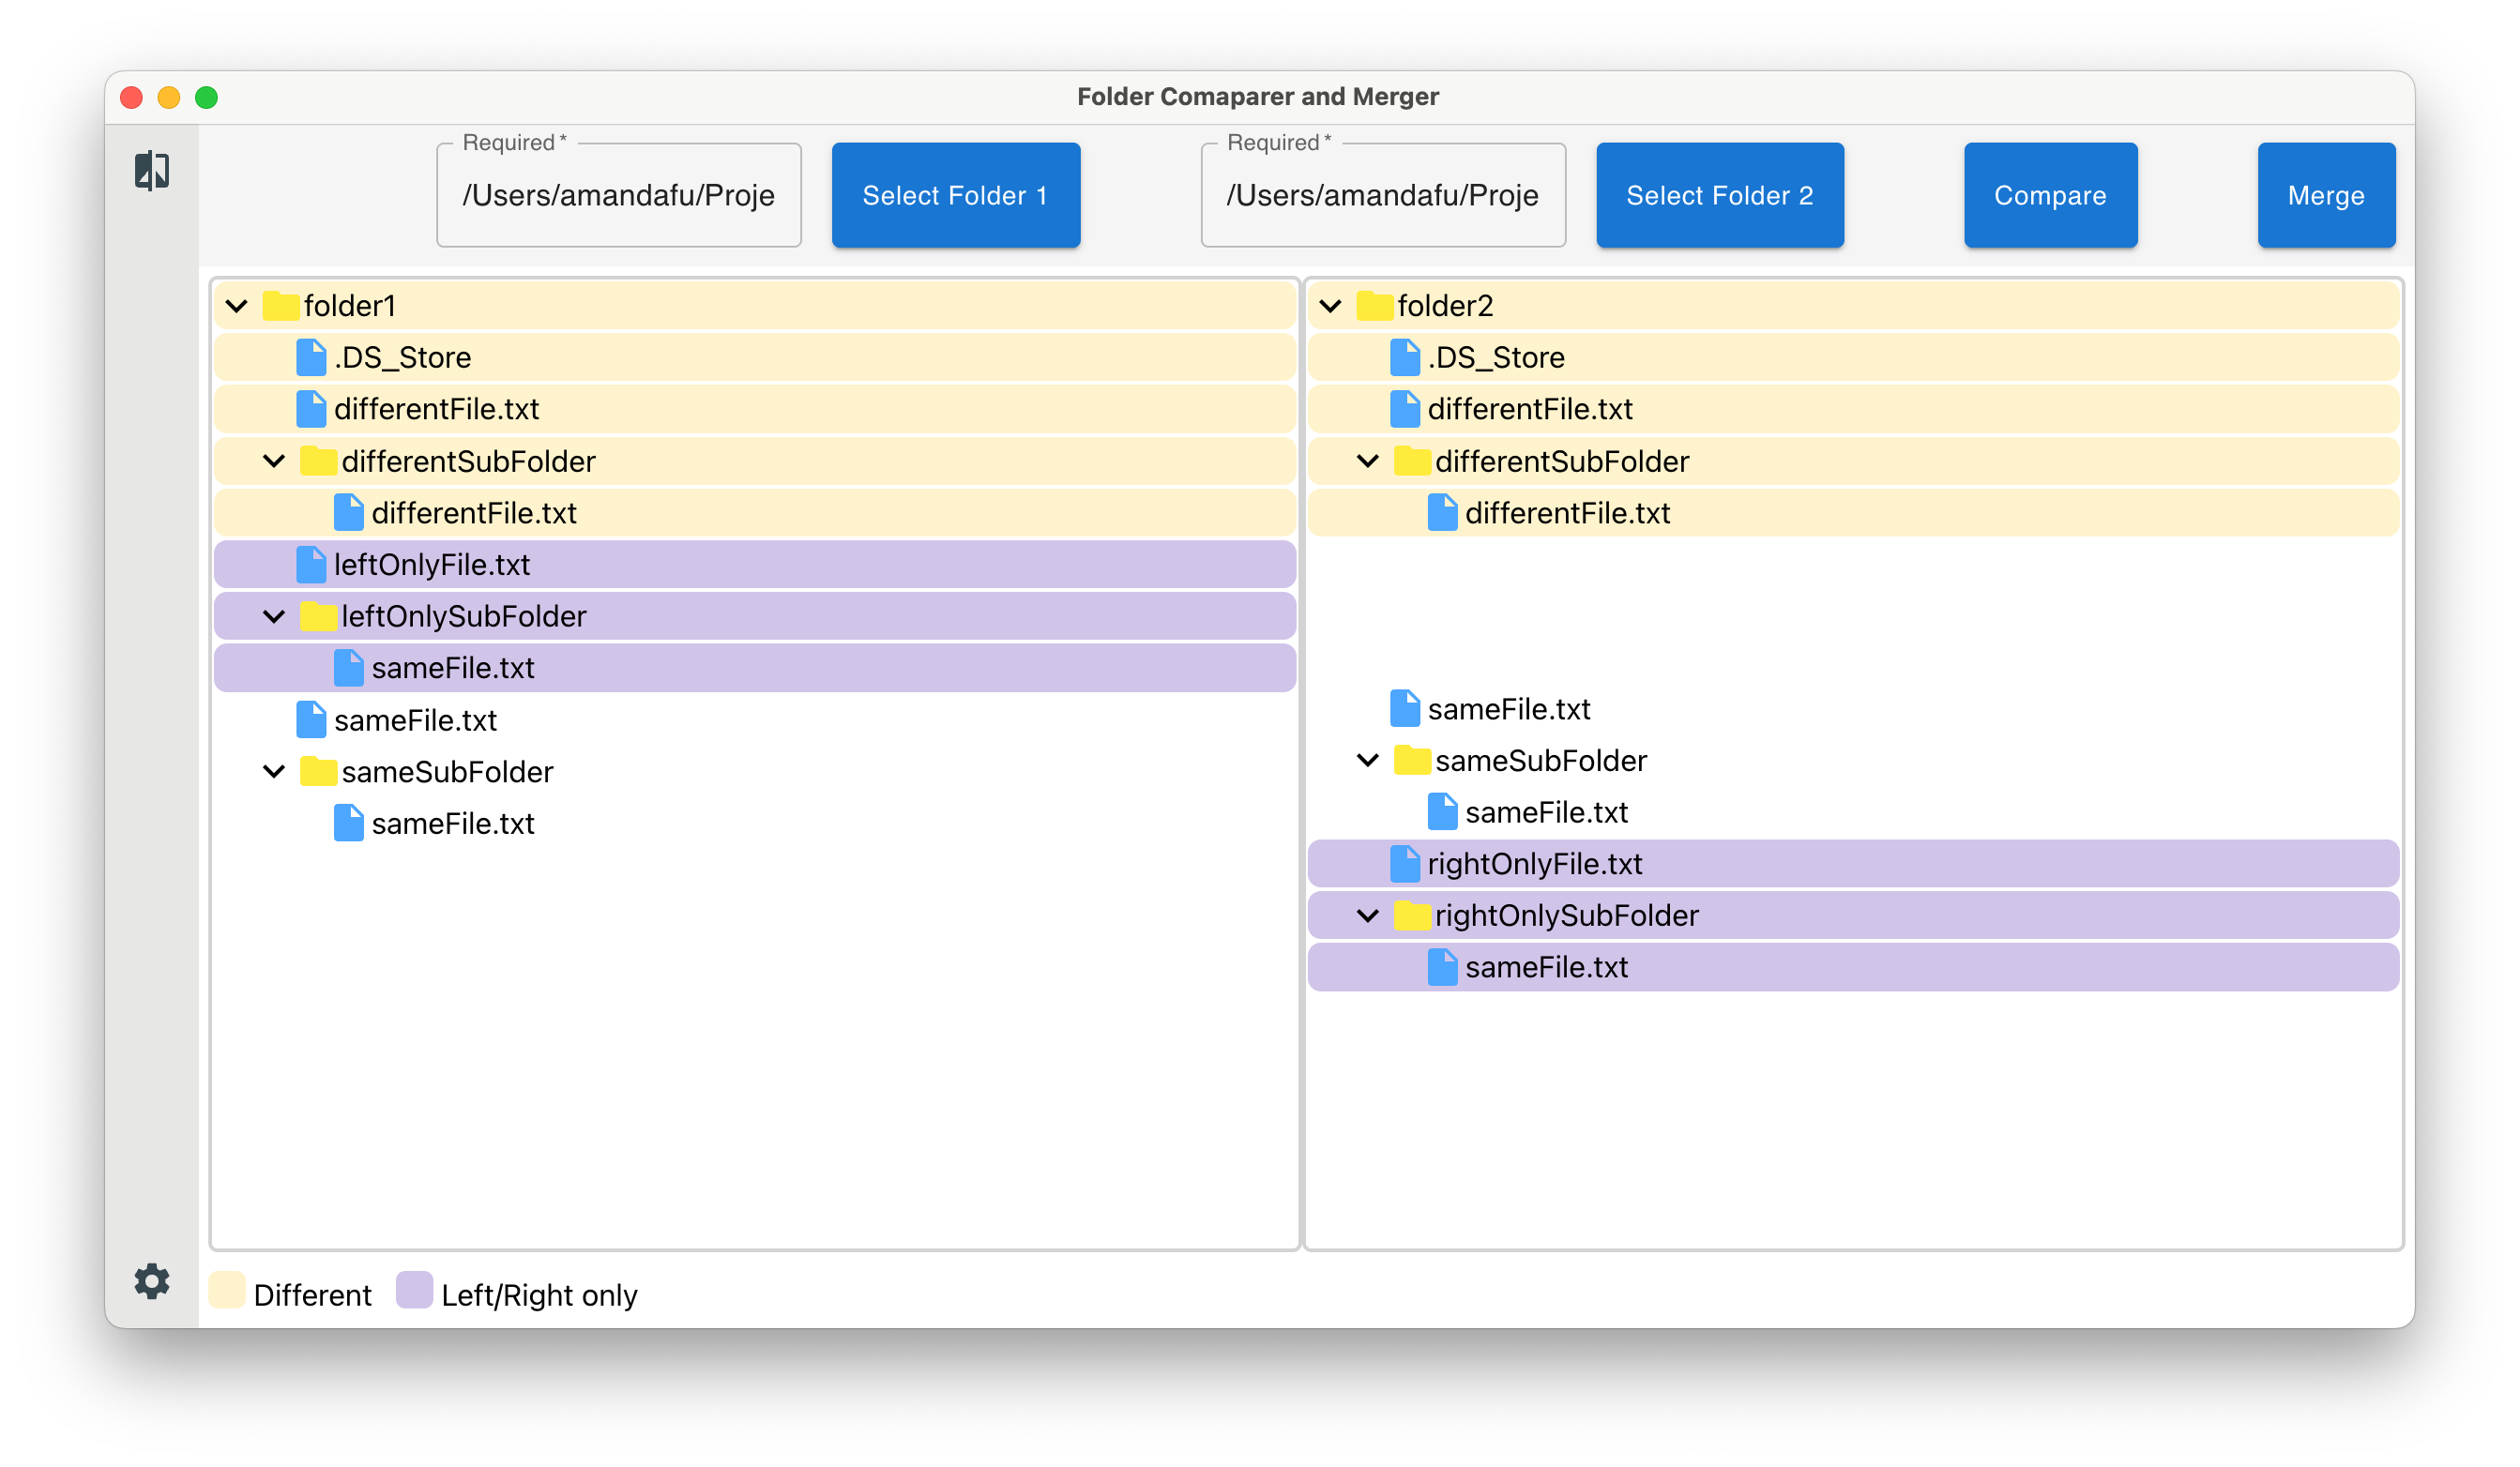 Folder Comaparer and Merger
Required *
/Users/amandafu/Proje
Select Folder 1
Required *
/Users/amandafu/Proje
Select Folder 2
Compare
Merge
folder1
.DS_Store
differentFile.txt
differentSubFolder
differentFile.txt
leftOnlyFile.txt
leftOnlySubFolder
sameFile.txt
sameFile.txt
sameSubFolder
sameFile.txt
folder2
.DS_Store
differentFile.txt
differentSubFolder
differentFile.txt
sameFile.txt
sameSubFolder
sameFile.txt
rightOnlyFile.txt
rightOnlySubFolder
sameFile.txt
Different
Left/Right only